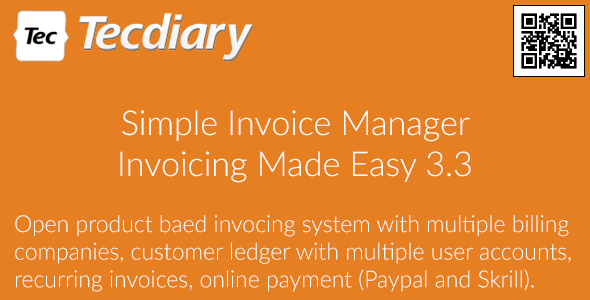 Tec Tecdiary
Simple Invoice Manager
Invoicing Made Easy 3.3
Open product baed invocing system with multiple billing
companies, customer ledger with multiple user accounts,
recurring invoices, online payment (Paypal and Skrill).